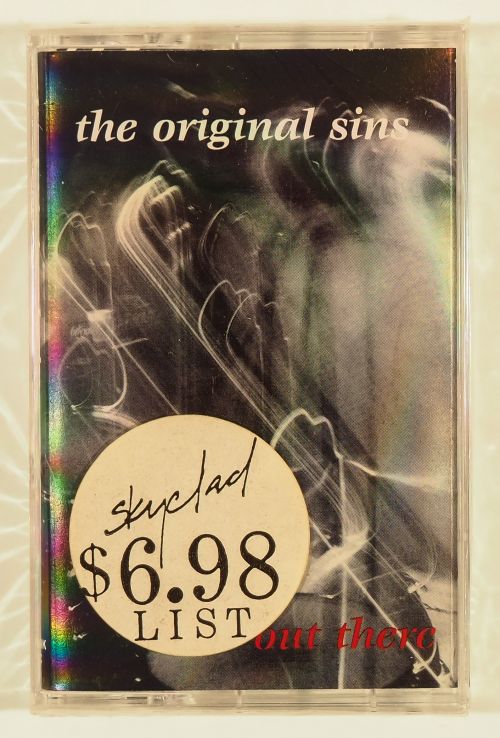 the original sins
skyclad
$6.98
LIST
out there